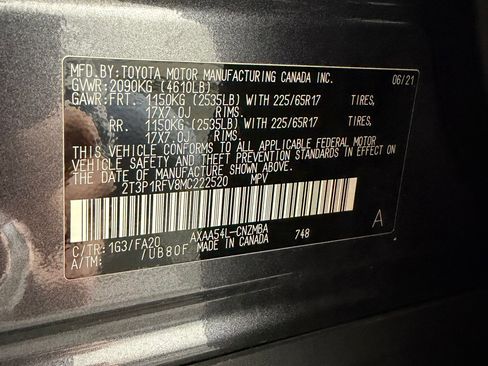 MFD.BY: TOYOTA MOTOR MANUFACTURING CANADA INC. 06/21
GVWR: 2090KG (4610LB)
GAWR: FRT. 1150KG (2535LB) WITH 225/65R17 TIRES,
17X7.0J RIMS.
RR. 1150KG (2535LB) WITH 225/65R17 TIRES,
17X7.0J RIMS.
THIS VEHICLE CONFORMS TO ALL APPLICABLE FEDERAL MOTOR
VEHICLE SAFETY AND THEFT PREVENTION STANDARDS IN EFFECT ON
THE DATE OF MANUFACTURE SHOWN ABOVE.
2T3P1RFV8MC222520 MPV
A
C/TR: 1G3/FA20 AXAA54L-CNZMBA 748
A/TM: /UB80F MADE IN CANADA